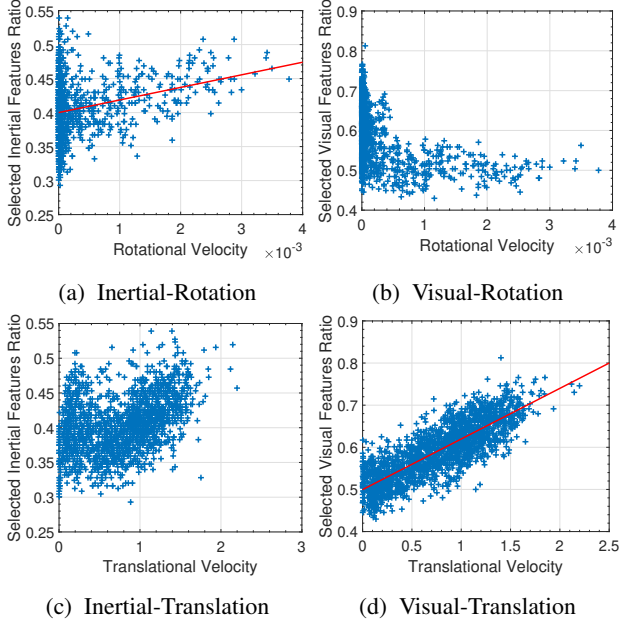 Selected Inertial Features Ratio
0.55
0.5
0.45
0.4
0.35
0.3
0.25
0 1 2 3 4
Rotational Velocity ×10⁻³
(a) Inertial-Rotation
Selected Visual Features Ratio
0.9
0.8
0.7
0.6
0.5
0.4
0 1 2 3 4
Rotational Velocity ×10⁻³
(b) Visual-Rotation
Selected Inertial Features Ratio
0.55
0.5
0.45
0.4
0.35
0.3
0.25
0 1 2 3
Translational Velocity
(c) Inertial-Translation
Selected Visual Features Ratio
0.9
0.8
0.7
0.6
0.5
0.4
0 0.5 1 1.5 2 2.5
Translational Velocity
(d) Visual-Translation